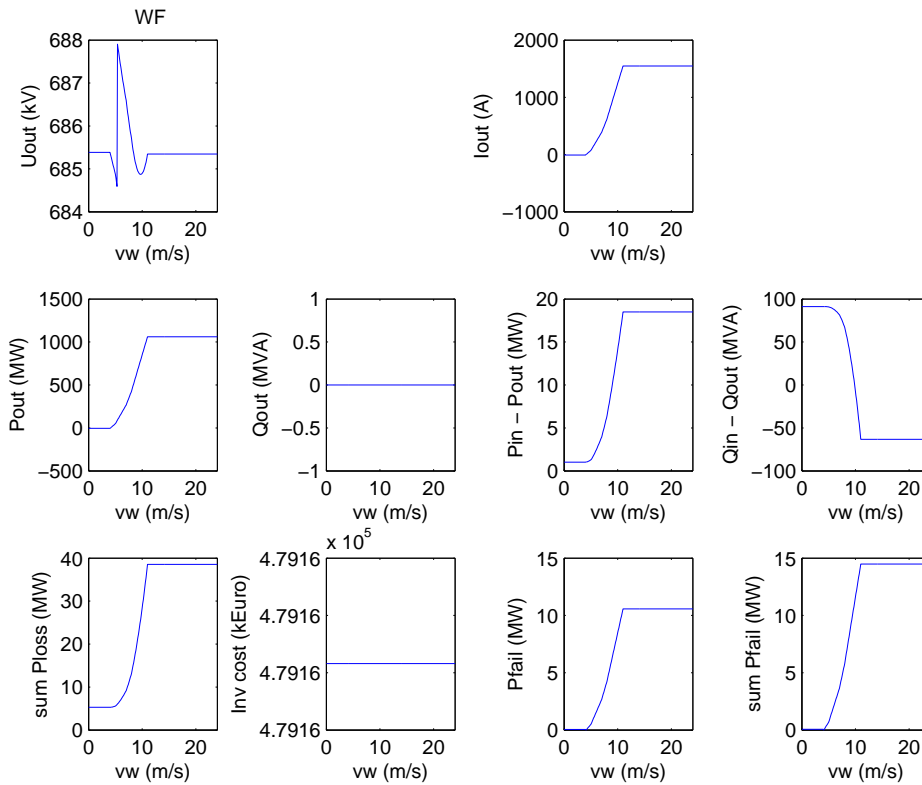 WF
688
687
686
685
684
Uout (kV)
0 10 20
vw (m/s)
2000
1000
0
−1000
Iout (A)
0 10 20
vw (m/s)
1500
1000
500
0
−500
Pout (MW)
0 10 20
vw (m/s)
1
0.5
0
−0.5
−1
Qout (MVA)
0 10 20
vw (m/s)
20
15
10
5
0
Pin − Pout (MW)
0 10 20
vw (m/s)
100
50
0
−50
−100
Qin − Qout (MVA)
0 10 20
vw (m/s)
40
30
20
10
0
sum Ploss (MW)
0 10 20
vw (m/s)
x 10^5
4.7916
4.7916
4.7916
4.7916
Inv cost (kEuro)
0 10 20
vw (m/s)
15
10
5
0
Pfail (MW)
0 10 20
vw (m/s)
15
10
5
0
sum Pfail (MW)
0 10 20
vw (m/s)